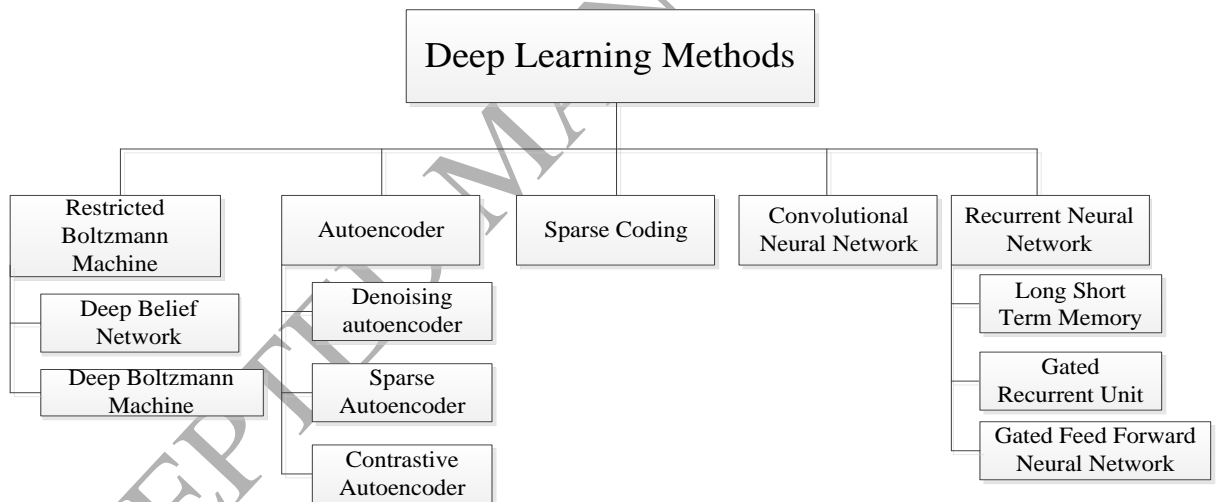 Deep Learning Methods
Restricted
Boltzmann
Machine
Deep Belief
Network
Deep Boltzmann
Machine
Autoencoder
Denoising
autoencoder
Sparse
Autoencoder
Contrastive
Autoencoder
Sparse Coding
Convolutional
Neural Network
Recurrent Neural
Network
Long Short
Term Memory
Gated
Recurrent Unit
Gated Feed Forward
Neural Network
EPTED MA